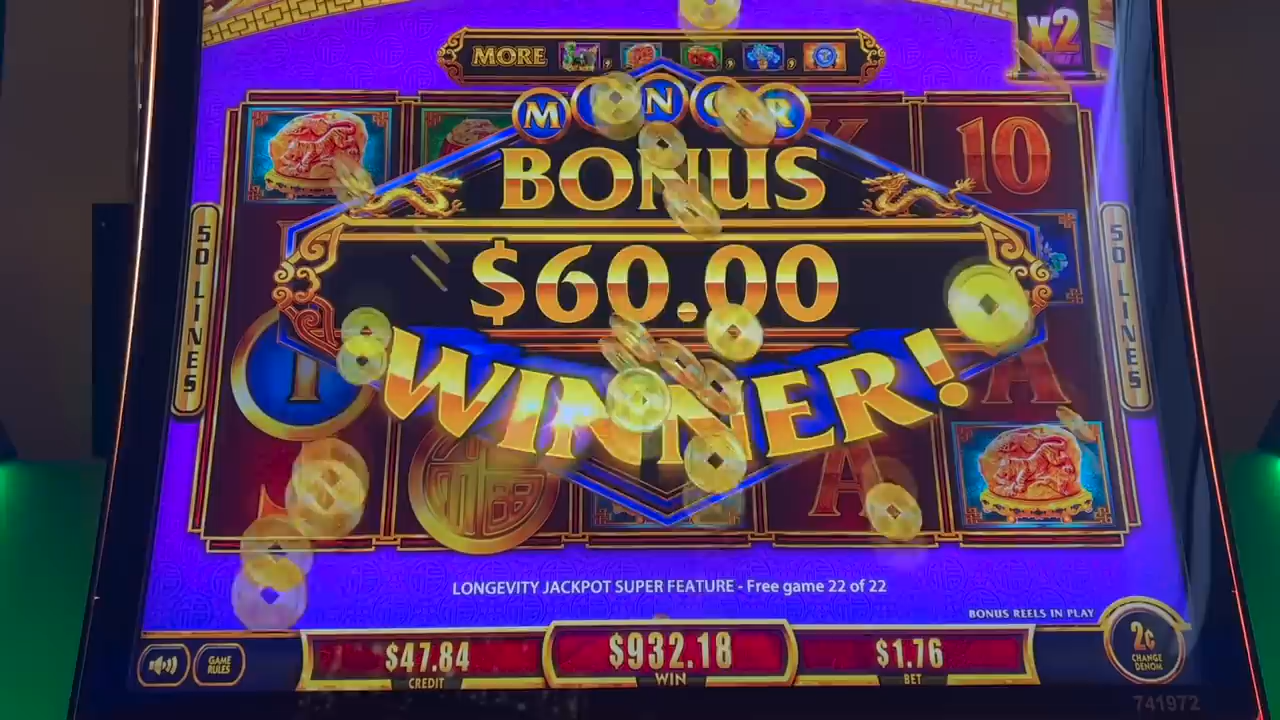 x2
MORE , , , ,
BONUS
10
$60.00
50 LINES
50 LINES
WINNER!
A
A
福
LONGEVITY JACKPOT SUPER FEATURE - Free game 22 of 22
BONUS REELS IN PLAY
GAME RULES
$47.84
CREDIT
$932.18
WIN
$1.76
BET
2¢
CHANGE
DENOM
741972